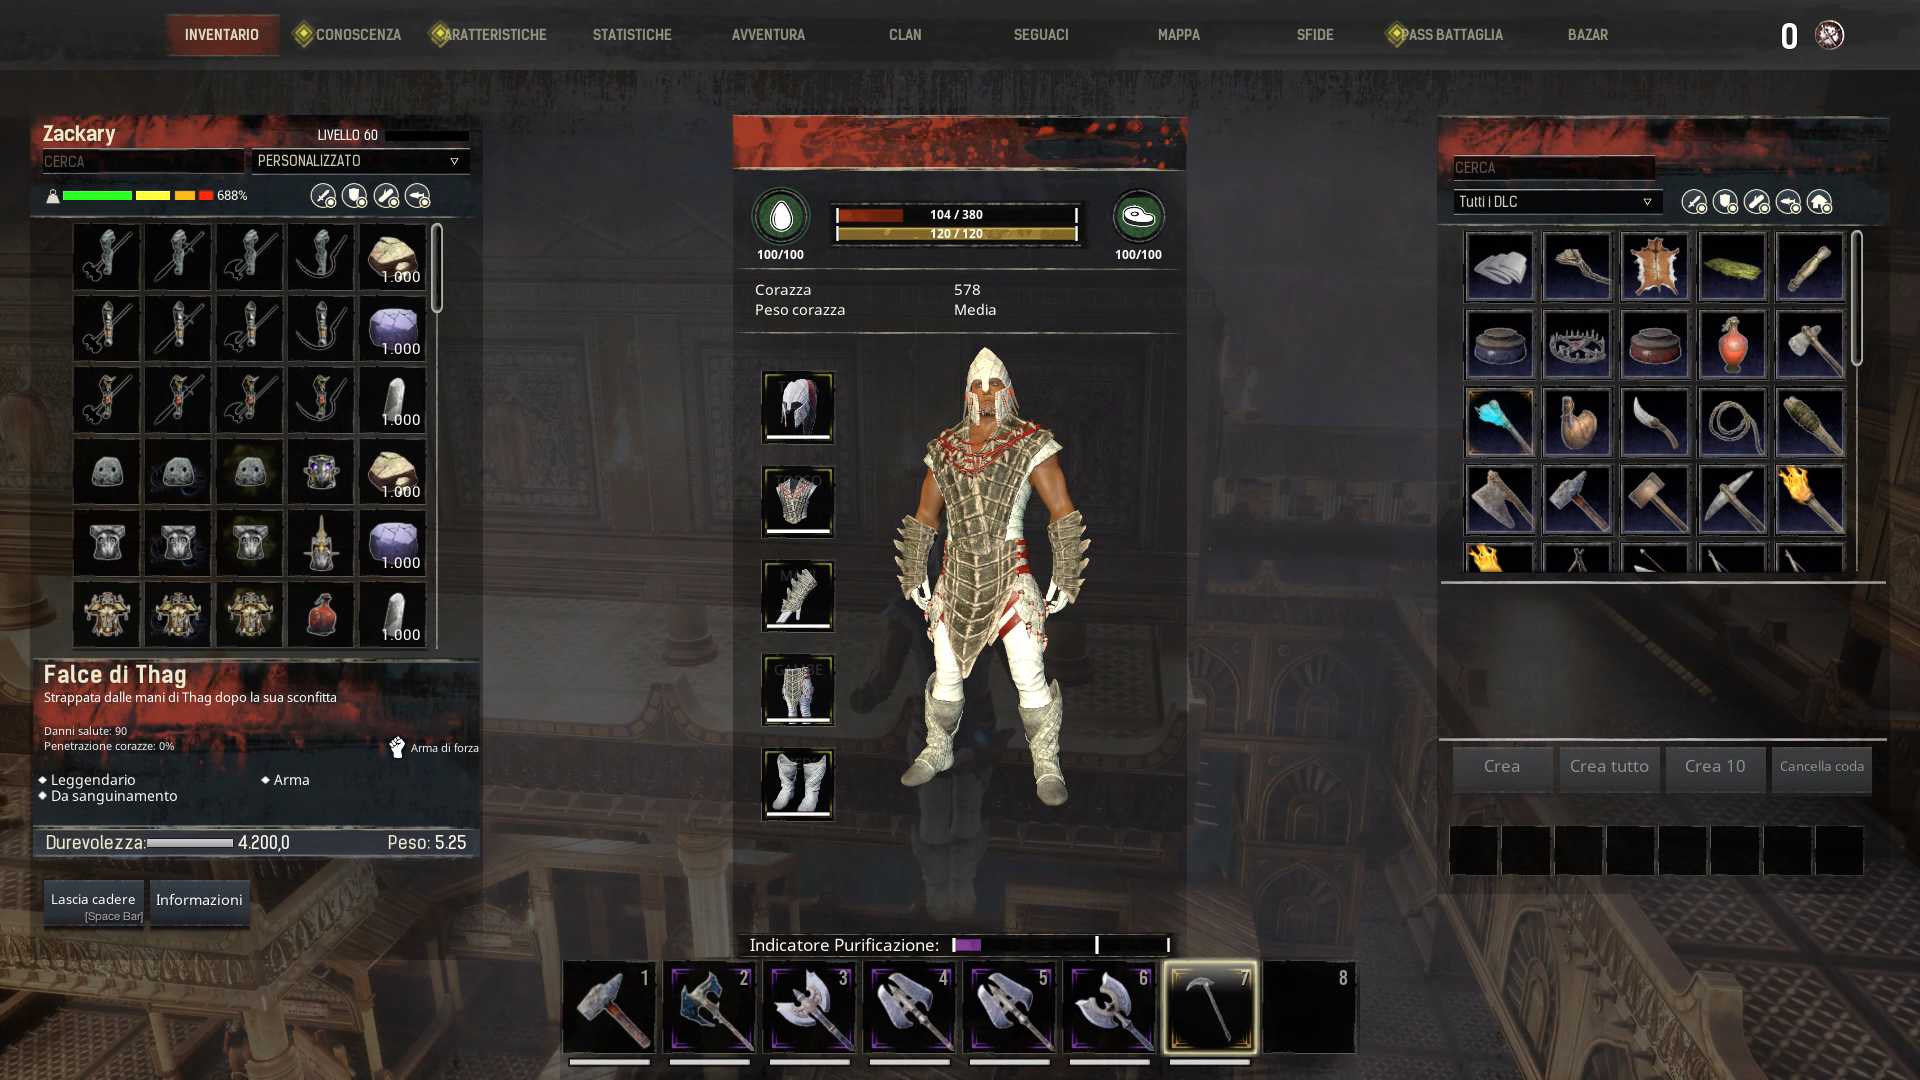 INVENTARIO
CONOSCENZA
ARATTERISTICHE
STATISTICHE
AVVENTURA
CLAN
SEGUACI
MAPPA
SFIDE
PASS BATTAGLIA
BAZAR
0
Zackary
LIVELLO 60
CERCA
PERSONALIZZATO
688%
1.000
1.000
1.000
1.000
1.000
1.000
Falce di Thag
Strappata dalle mani di Thag dopo la sua sconfitta
Danni salute: 90
Penetrazione corazze: 0%
Arma di forza
Leggendario
Arma
Da sanguinamento
Durevolezza: 4.200,0
Peso: 5.25
Lascia cadere
[Space Bar]
Informazioni
104 / 380
120 / 120
100/100
100/100
Corazza 578
Peso corazza Media
Indicatore Purificazione:
1
2
3
4
5
6
7
8
CERCA
Tutti i DLC
Crea
Crea tutto
Crea 10
Cancella coda